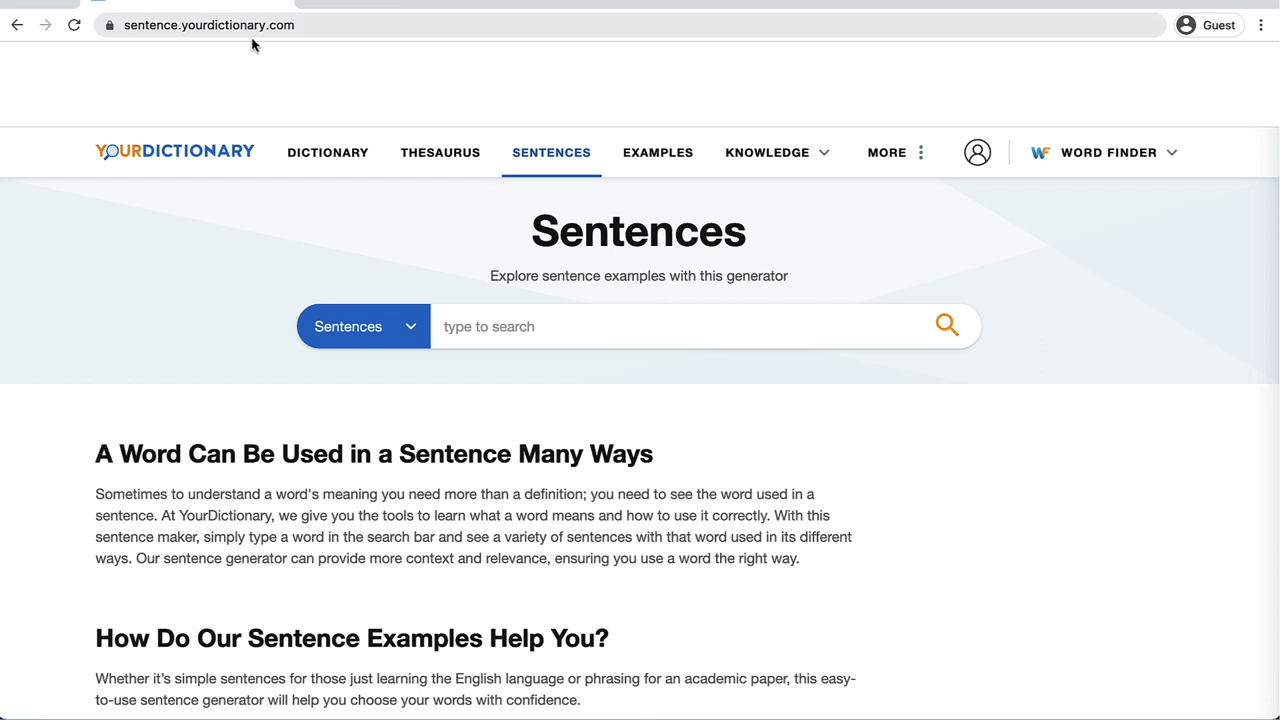 sentence.yourdictionary.com
Guest
YOURDICTIONARY DICTIONARY THESAURUS SENTENCES EXAMPLES KNOWLEDGE MORE WF WORD FINDER
Sentences
Explore sentence examples with this generator
Sentences type to search
A Word Can Be Used in a Sentence Many Ways
Sometimes to understand a word's meaning you need more than a definition; you need to see the word used in a
sentence. At YourDictionary, we give you the tools to learn what a word means and how to use it correctly. With this
sentence maker, simply type a word in the search bar and see a variety of sentences with that word used in its different
ways. Our sentence generator can provide more context and relevance, ensuring you use a word the right way.
How Do Our Sentence Examples Help You?
Whether it’s simple sentences for those just learning the English language or phrasing for an academic paper, this easy-
to-use sentence generator will help you choose your words with confidence.